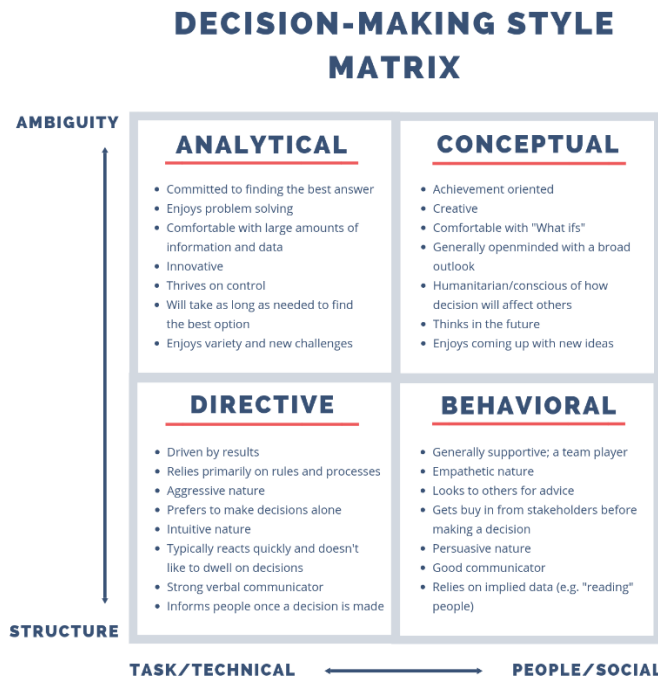 DECISION-MAKING STYLE
MATRIX
AMBIGUITY
ANALYTICAL
• Committed to finding the best answer
• Enjoys problem solving
• Comfortable with large amounts of
information and data
• Innovative
• Thrives on control
• Will take as long as needed to find
the best option
• Enjoys variety and new challenges
CONCEPTUAL
• Achievement oriented
• Creative
• Comfortable with "What ifs"
• Generally openminded with a broad
outlook
• Humanitarian/conscious of how
decision will affect others
• Thinks in the future
• Enjoys coming up with new ideas
DIRECTIVE
• Driven by results
• Relies primarily on rules and processes
• Aggressive nature
• Prefers to make decisions alone
• Intuitive nature
• Typically reacts quickly and doesn't
like to dwell on decisions
• Strong verbal communicator
• Informs people once a decision is made
BEHAVIORAL
• Generally supportive; a team player
• Empathetic nature
• Looks to others for advice
• Gets buy in from stakeholders before
making a decision
• Persuasive nature
• Good communicator
• Relies on implied data (e.g. "reading"
people)
STRUCTURE
TASK/TECHNICAL
PEOPLE/SOCIAL